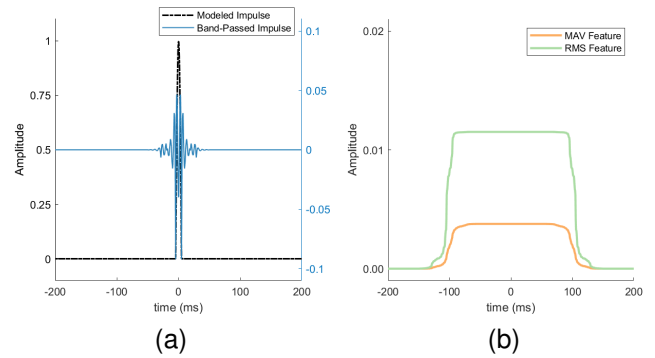 Modeled Impulse
Band-Passed Impulse
1
0.75
0.5
0.25
0
Amplitude
0.1
0.05
0
-0.05
-0.1
-200 -100 0 100 200
time (ms)
(a)
MAV Feature
RMS Feature
0.02
0.01
0.00
Amplitude
-200 -100 0 100 200
time (ms)
(b)